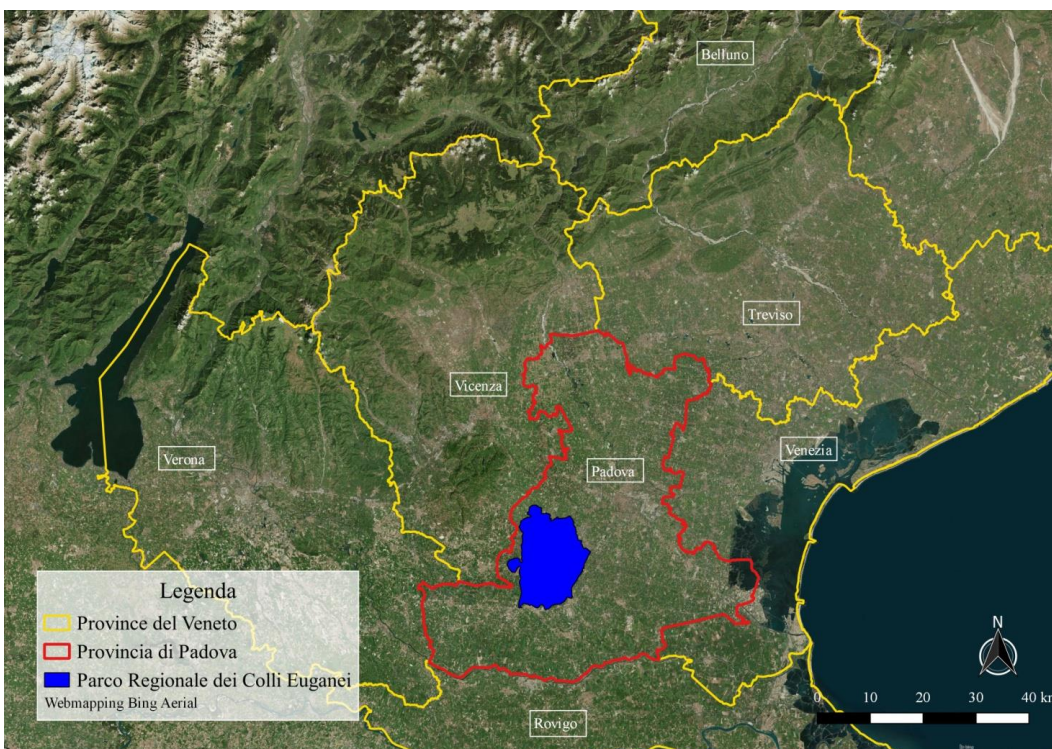 Belluno
Treviso
Vicenza
Venezia
Verona
Padova
Legenda
Province del Veneto
Provincia di Padova
Parco Regionale dei Colli Euganei
Webmapping Bing Aerial
N
0 10 20 30 40 km
Rovigo